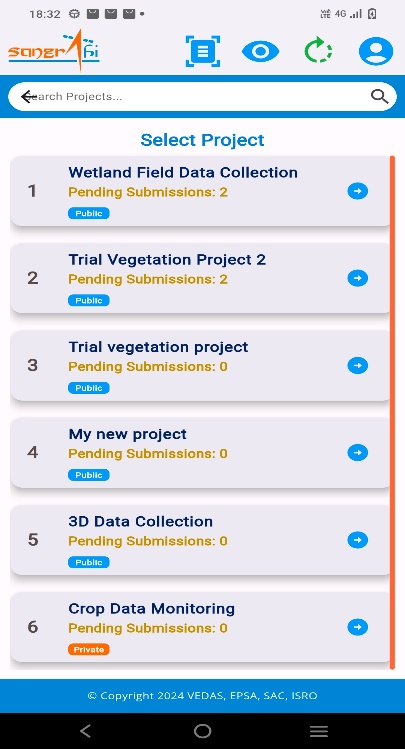 18:32
4G
sangrahi
Search Projects...
Select Project
1
Wetland Field Data Collection
Pending Submissions: 2
Public
2
Trial Vegetation Project 2
Pending Submissions: 2
Public
3
Trial vegetation project
Pending Submissions: 0
Public
4
My new project
Pending Submissions: 0
Public
5
3D Data Collection
Pending Submissions: 0
Public
6
Crop Data Monitoring
Pending Submissions: 0
Private
© Copyright 2024 VEDAS, EPSA, SAC, ISRO